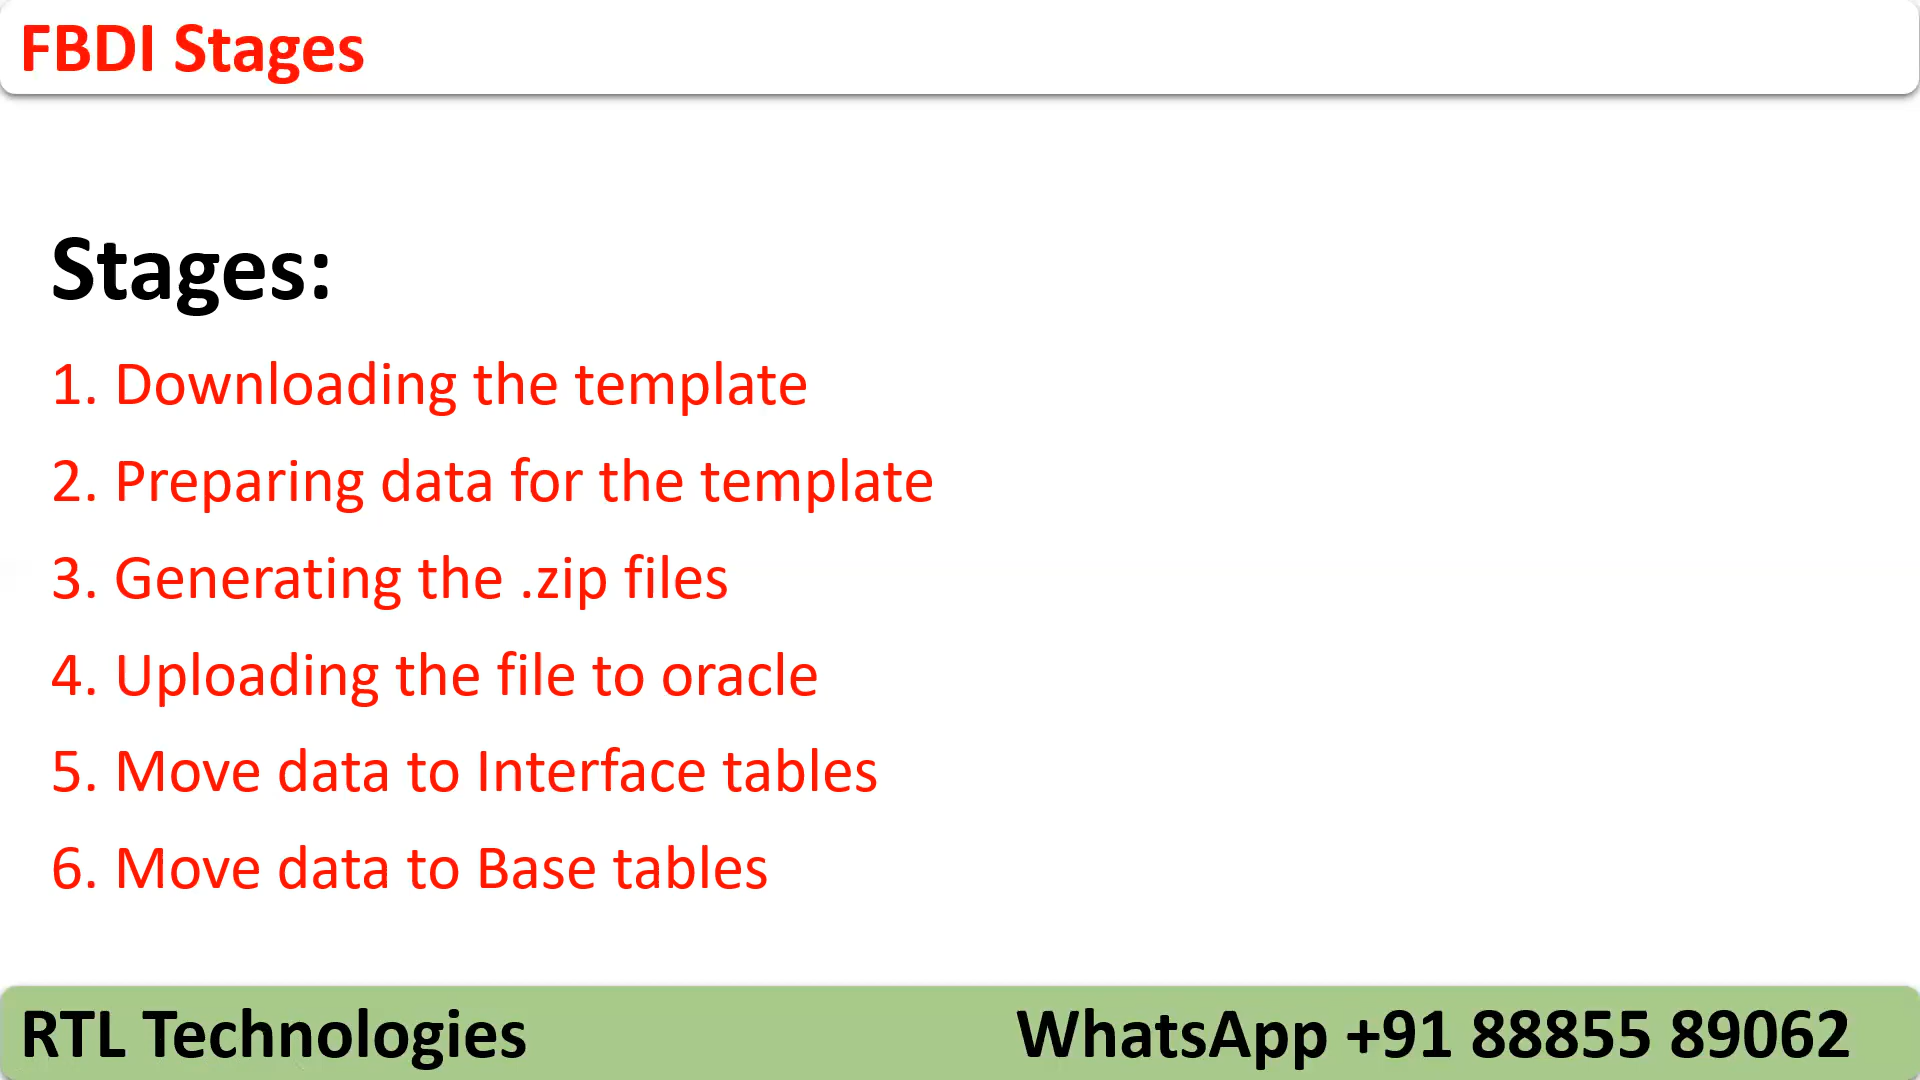 FBDI Stages
Stages:
1. Downloading the template
2. Preparing data for the template
3. Generating the .zip files
4. Uploading the file to oracle
5. Move data to Interface tables
6. Move data to Base tables
RTL Technologies WhatsApp +91 88855 89062